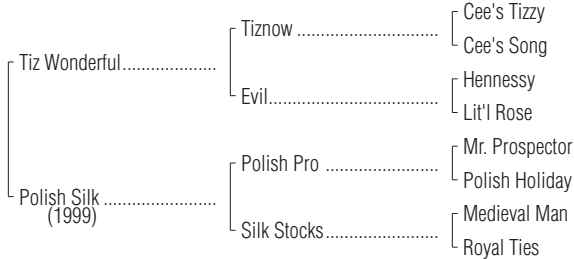 Cee's Tizzy
Tiznow ..............................
Cee's Song
Tiz Wonderful....................
Hennessy
Evil....................................
Lit'l Rose
Mr. Prospector
Polish Pro ........................
Polish Holiday
Polish Silk ........................
(1999)
Medieval Man
Silk Stocks........................
Royal Ties